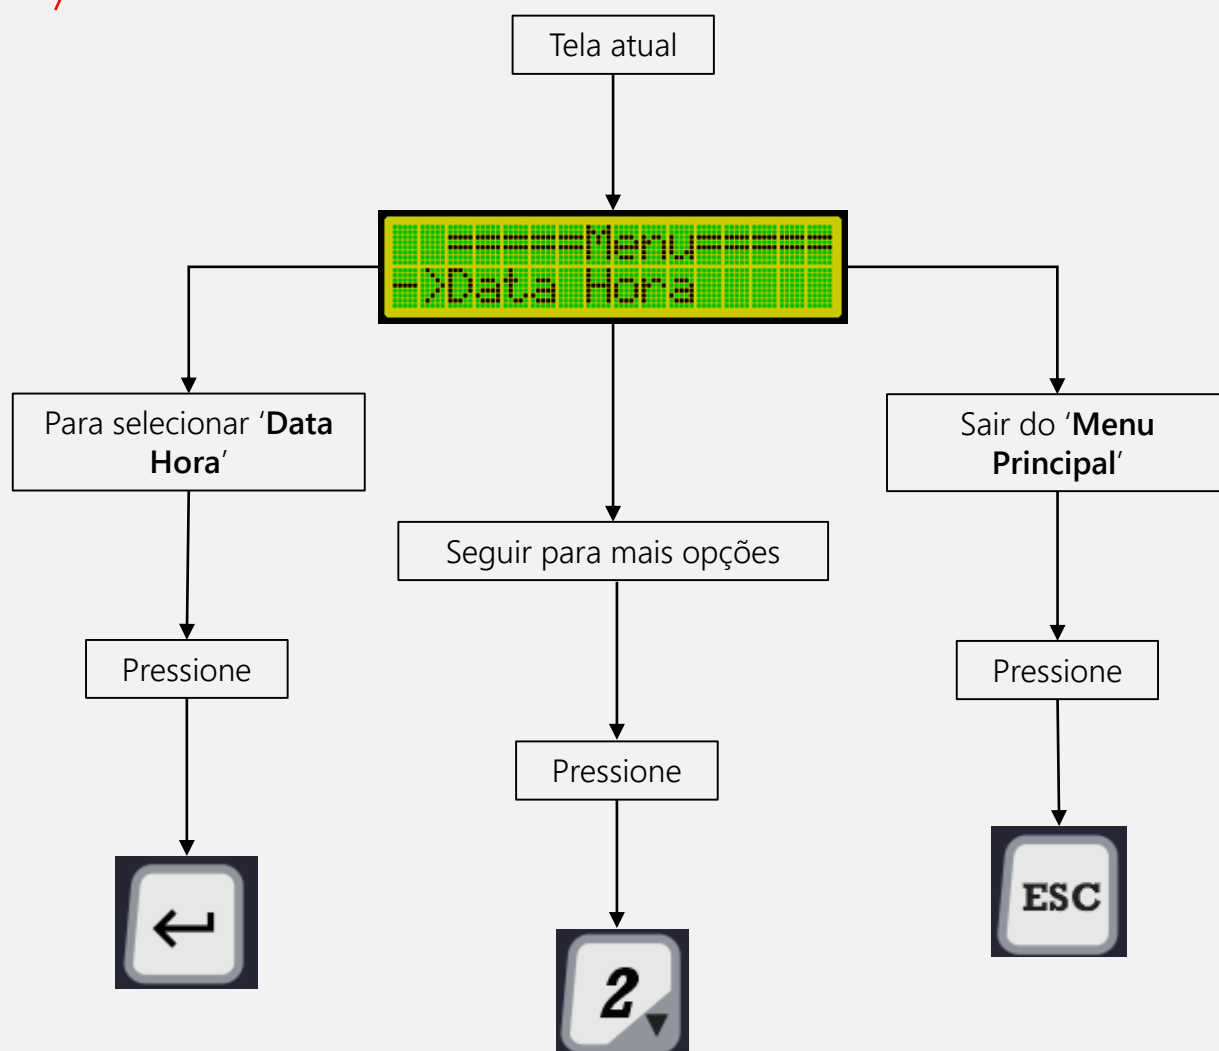 Tela atual
=====Menu=====
->Data Hora
Para selecionar ‘Data
Hora’
Sair do ‘Menu
Principal’
Seguir para mais opções
Pressione
Pressione
Pressione
ESC
2